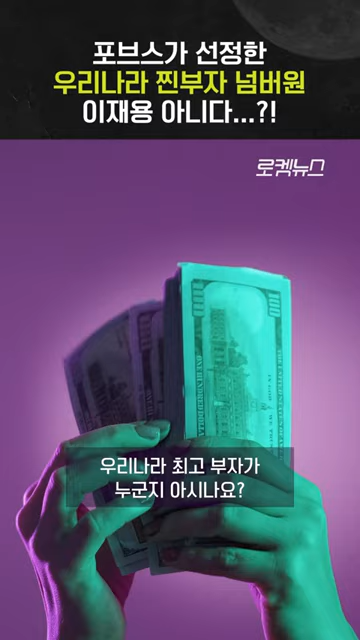 포브스가 선정한
우리나라 찐부자 넘버원
이재용 아니다...?!
로켓뉴스
100
우리나라 최고 부자가
누군지 아시나요?